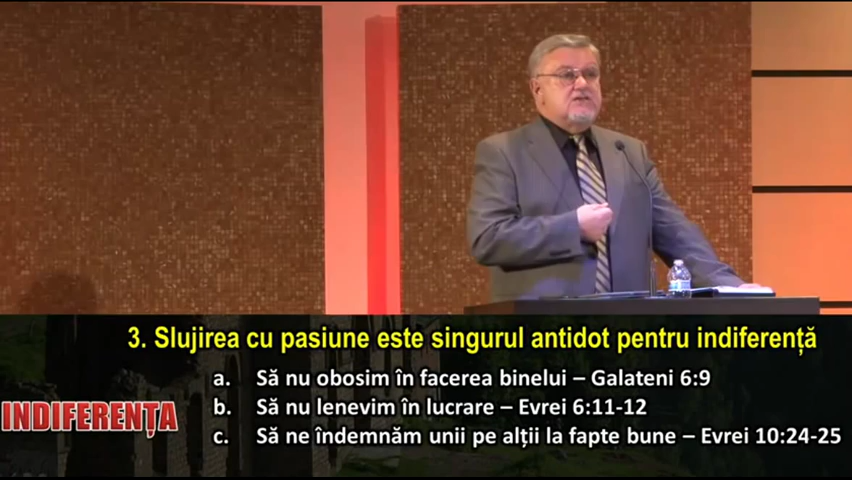 3. Slujirea cu pasiune este singurul antidot pentru indiferență
a. Să nu obosim în facerea binelui – Galateni 6:9
INDIFERENȚA
b. Să nu lenevim în lucrare – Evrei 6:11-12
c. Să ne îndemnăm unii pe alții la fapte bune – Evrei 10:24-25